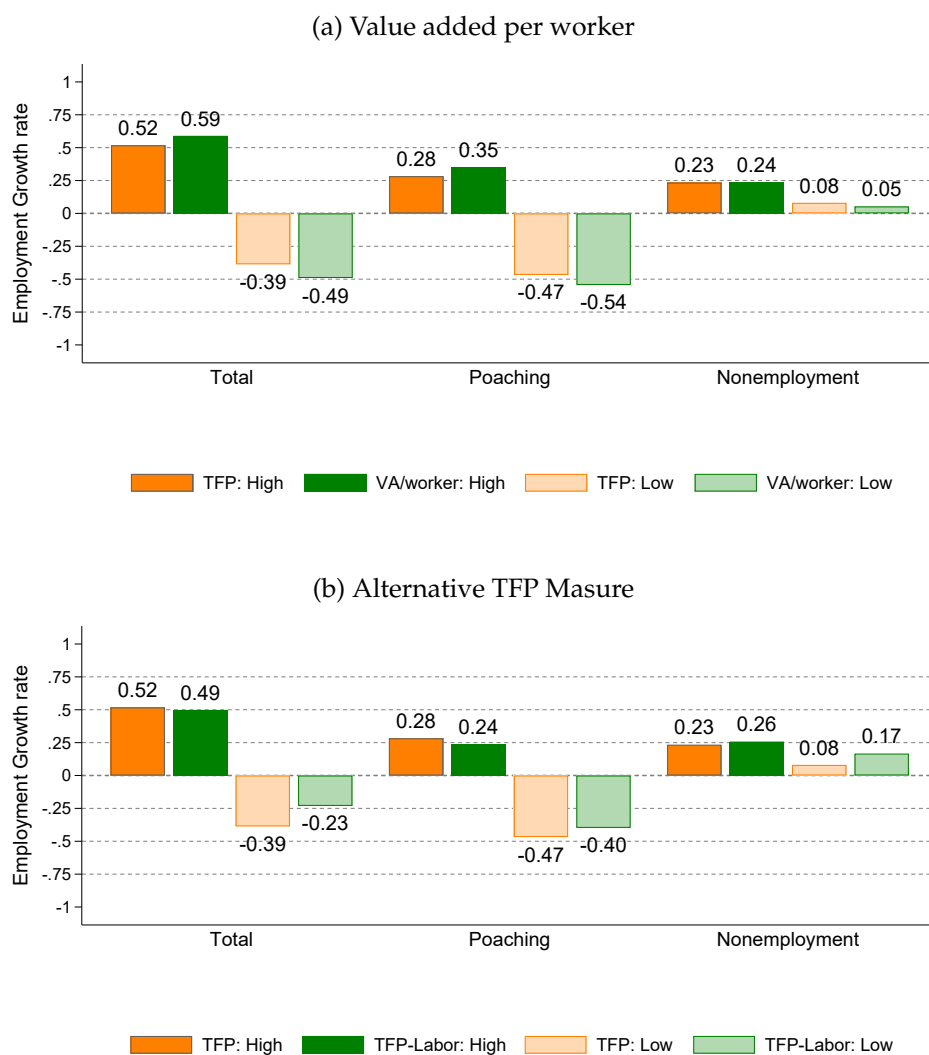 (a) Value added per worker
Employment Growth rate
1
.75
.5
.25
0
-.25
-.5
-.75
-1
0.52 0.59 -0.39 -0.49
0.28 0.35 -0.47 -0.54
0.23 0.24 0.08 0.05
Total Poaching Nonemployment
TFP: High VA/worker: High TFP: Low VA/worker: Low
(b) Alternative TFP Masure
Employment Growth rate
1
.75
.5
.25
0
-.25
-.5
-.75
-1
0.52 0.49 -0.39 -0.23
0.28 0.24 -0.47 -0.40
0.23 0.26 0.08 0.17
Total Poaching Nonemployment
TFP: High TFP-Labor: High TFP: Low TFP-Labor: Low